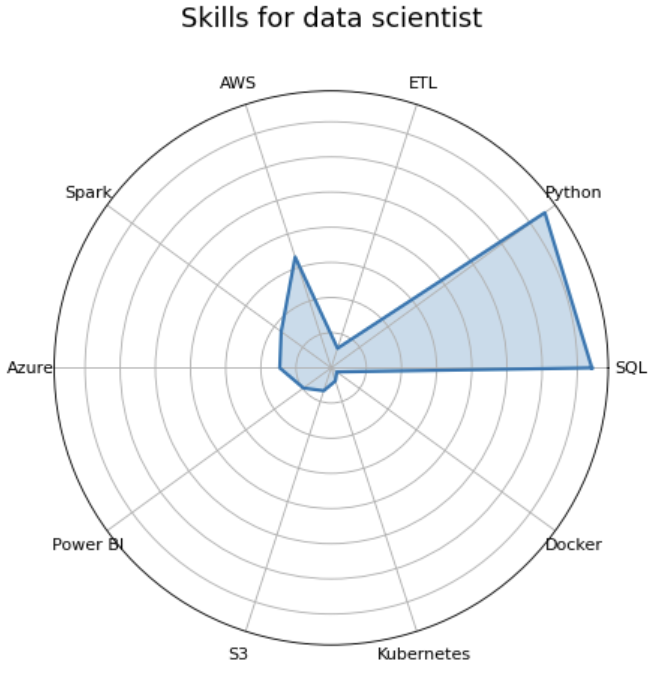 Skills for data scientist
AWS
ETL
Spark
Python
Azure
SQL
Power BI
Docker
S3
Kubernetes